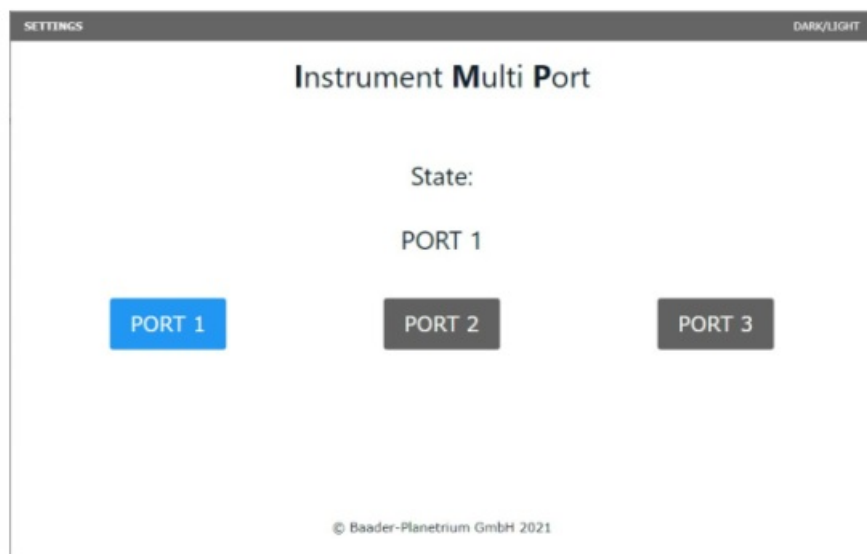 SETTINGS DARK/LIGHT
Instrument Multi Port
State:
PORT 1
PORT 1 PORT 2 PORT 3
© Baader-Planetrium GmbH 2021